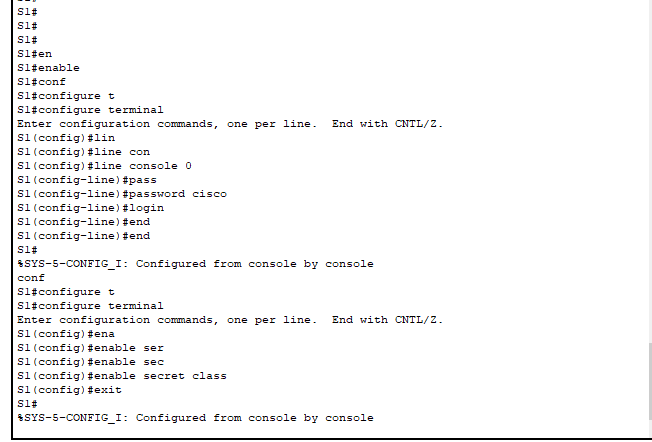 S1#
S1#
S1#
S1#en
S1#enable
S1#conf
S1#configure t
S1#configure terminal
Enter configuration commands, one per line.  End with CNTL/Z.
S1(config)#lin
S1(config)#line con
S1(config)#line console 0
S1(config-line)#pass
S1(config-line)#password cisco
S1(config-line)#login
S1(config-line)#end
S1(config-line)#end
S1#
%SYS-5-CONFIG_I: Configured from console by console
conf
S1#configure t
S1#configure terminal
Enter configuration commands, one per line.  End with CNTL/Z.
S1(config)#ena
S1(config)#enable ser
S1(config)#enable sec
S1(config)#enable secret class
S1(config)#exit
S1#
%SYS-5-CONFIG_I: Configured from console by console